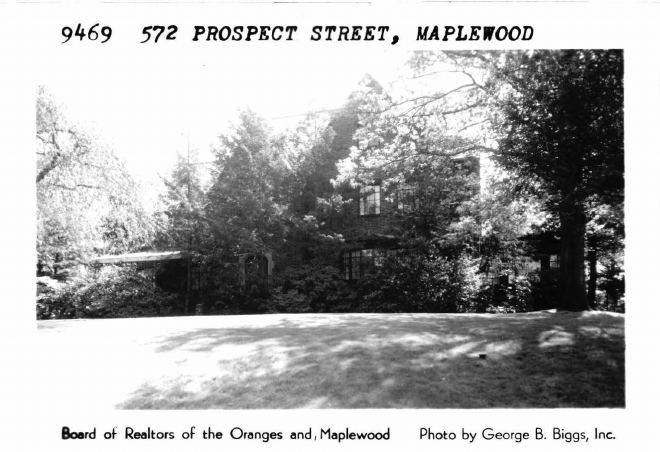 9469 572 PROSPECT STREET, MAPLEWOOD
Board of Realtors of the Oranges and, Maplewood Photo by George B. Biggs, Inc.